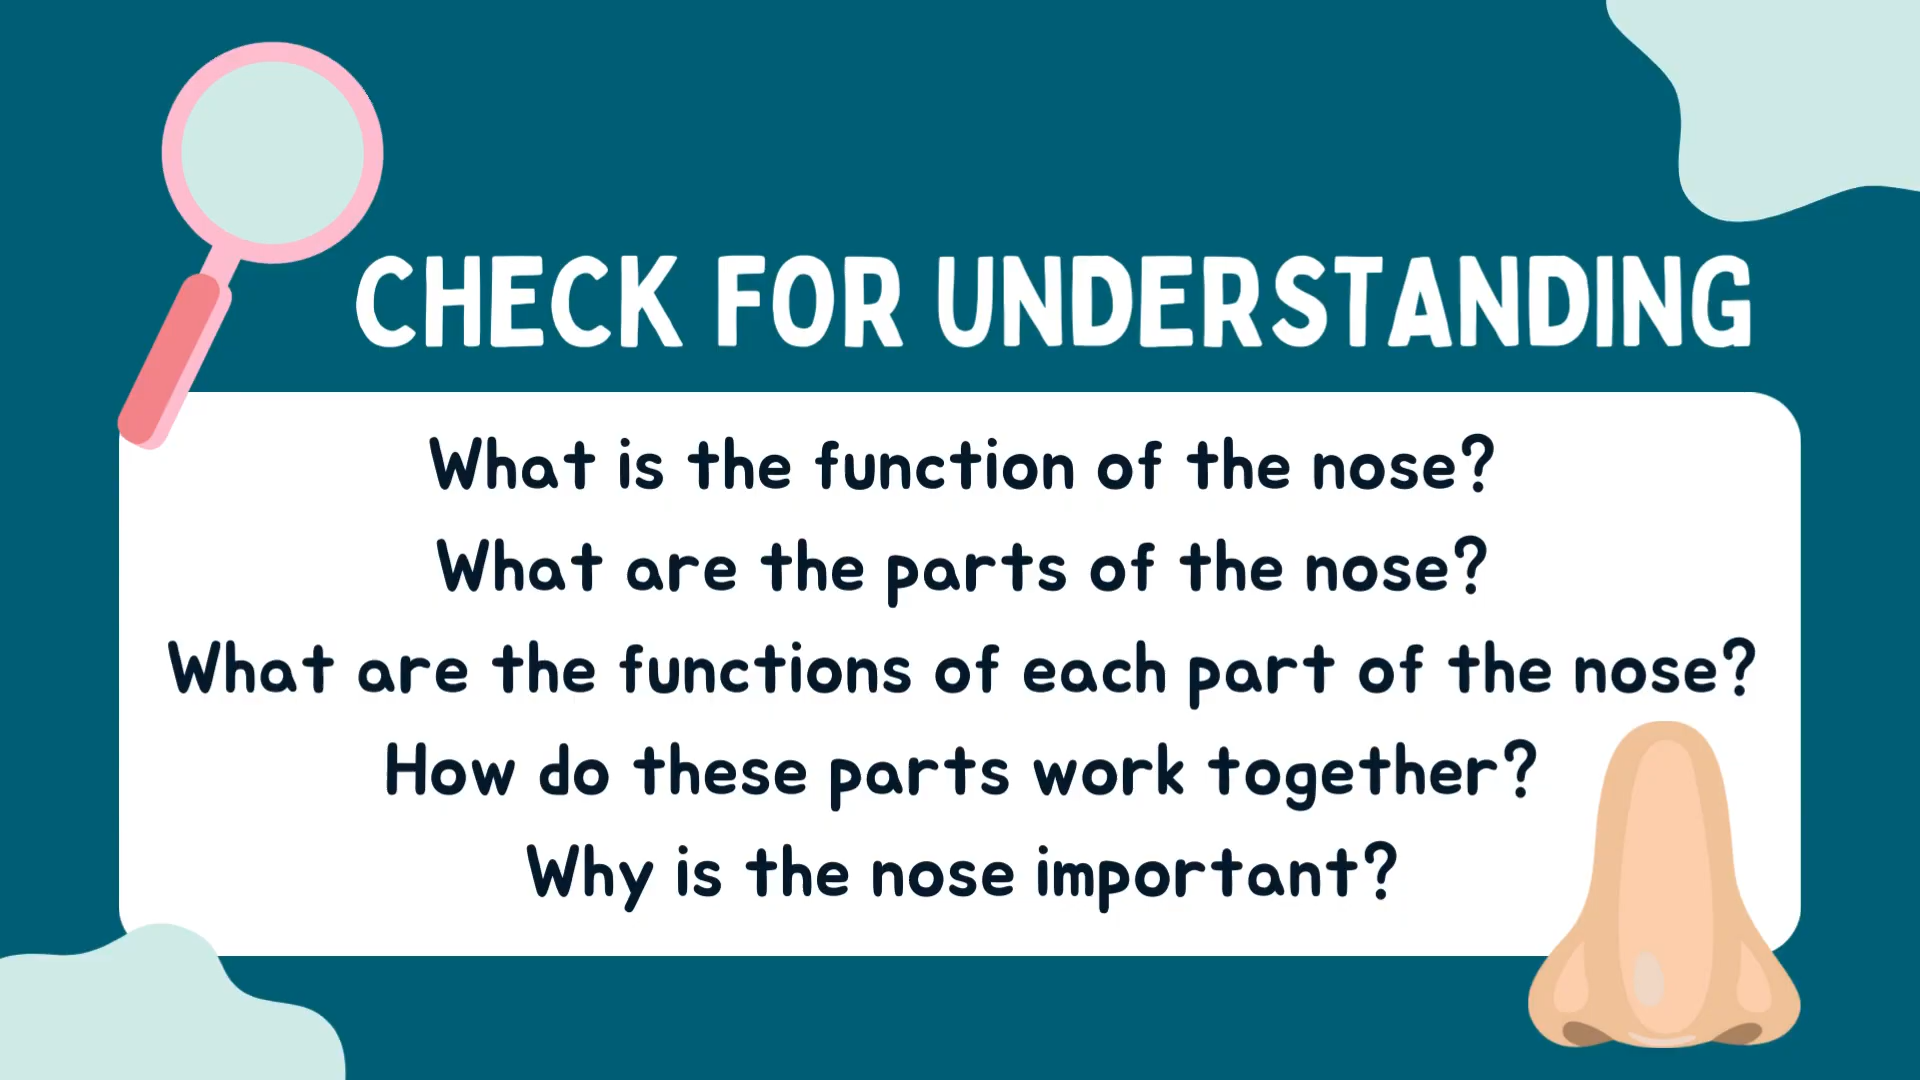 CHECK FOR UNDERSTANDING
What is the function of the nose?
What are the parts of the nose?
What are the functions of each part of the nose?
How do these parts work together?
Why is the nose important?